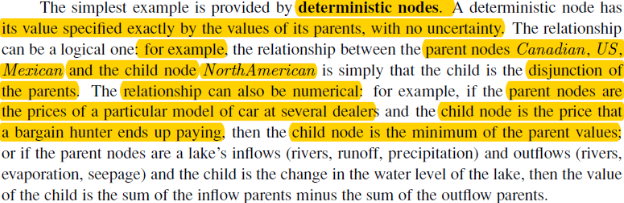 The simplest example is provided by deterministic nodes. A deterministic node has
its value specified exactly by the values of its parents, with no uncertainty. The relationship
can be a logical one: for example, the relationship between the parent nodes Canadian, US,
Mexican and the child node NorthAmerican is simply that the child is the disjunction of
the parents. The relationship can also be numerical: for example, if the parent nodes are
the prices of a particular model of car at several dealers and the child node is the price that
a bargain hunter ends up paying, then the child node is the minimum of the parent values;
or if the parent nodes are a lake's inflows (rivers, runoff, precipitation) and outflows (rivers,
evaporation, seepage) and the child is the change in the water level of the lake, then the value
of the child is the sum of the inflow parents minus the sum of the outflow parents.